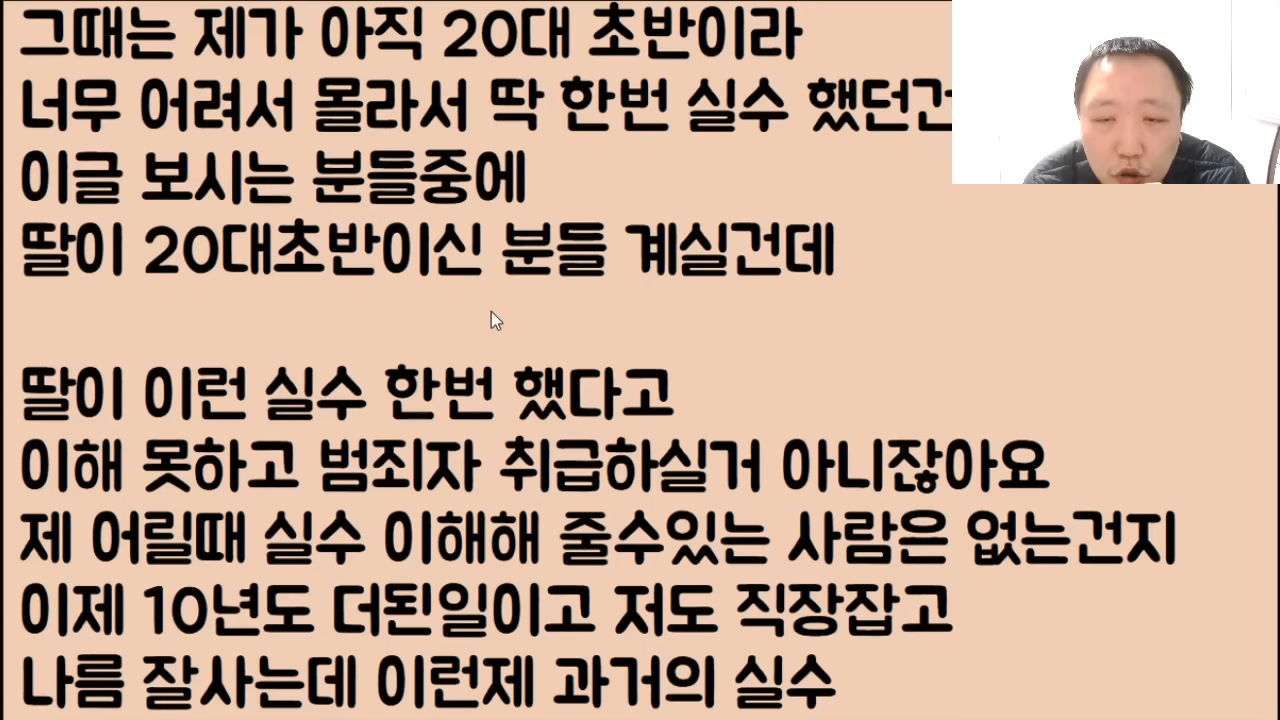 그때는 제가 아직 20대 초반이라
너무 어려서 몰라서 딱 한번 실수 했던건
이글 보시는 분들중에
딸이 20대초반이신 분들 계실건데
딸이 이런 실수 한번 했다고
이해 못하고 범죄자 취급하실거 아니잖아요
제 어릴때 실수 이해해 줄수있는 사람은 없는건지
이제 10년도 더된일이고 저도 직장잡고
나름 잘사는데 이런제 과거의 실수